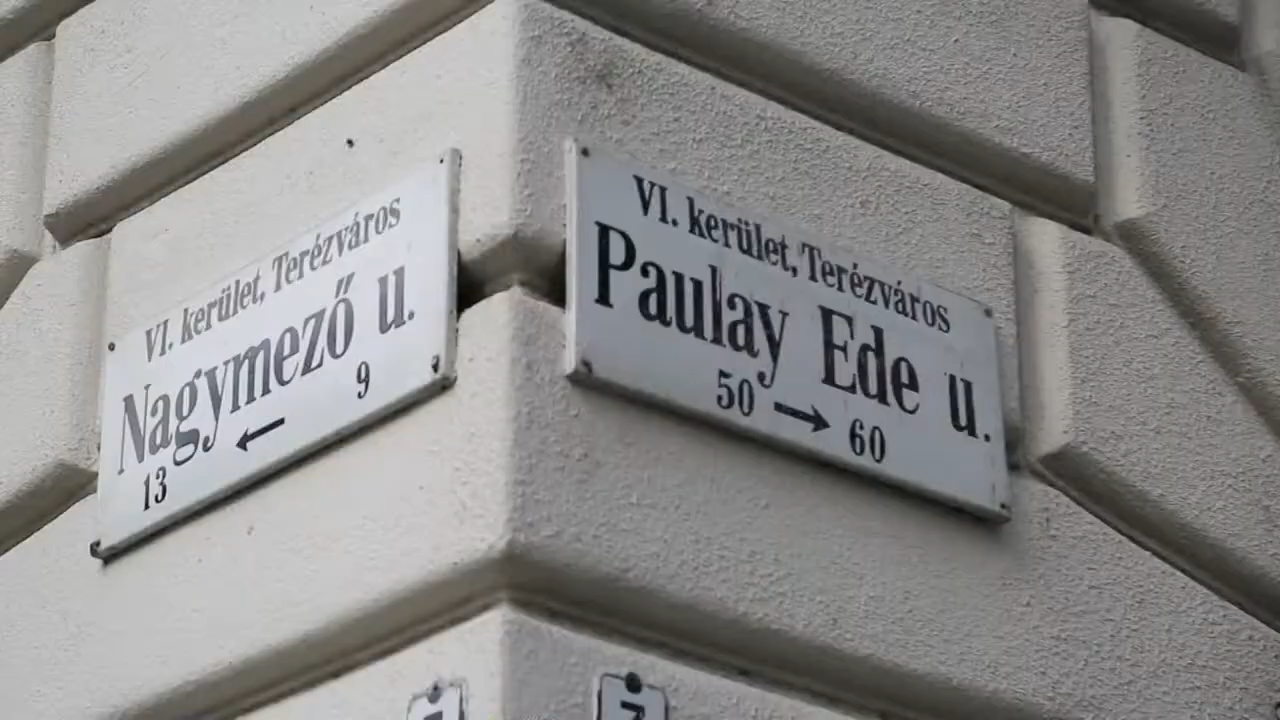 VI. kerület, Terézváros
Nagymező u.
13 ← 9
VI. kerület, Terézváros
Paulay Ede u.
50 → 60